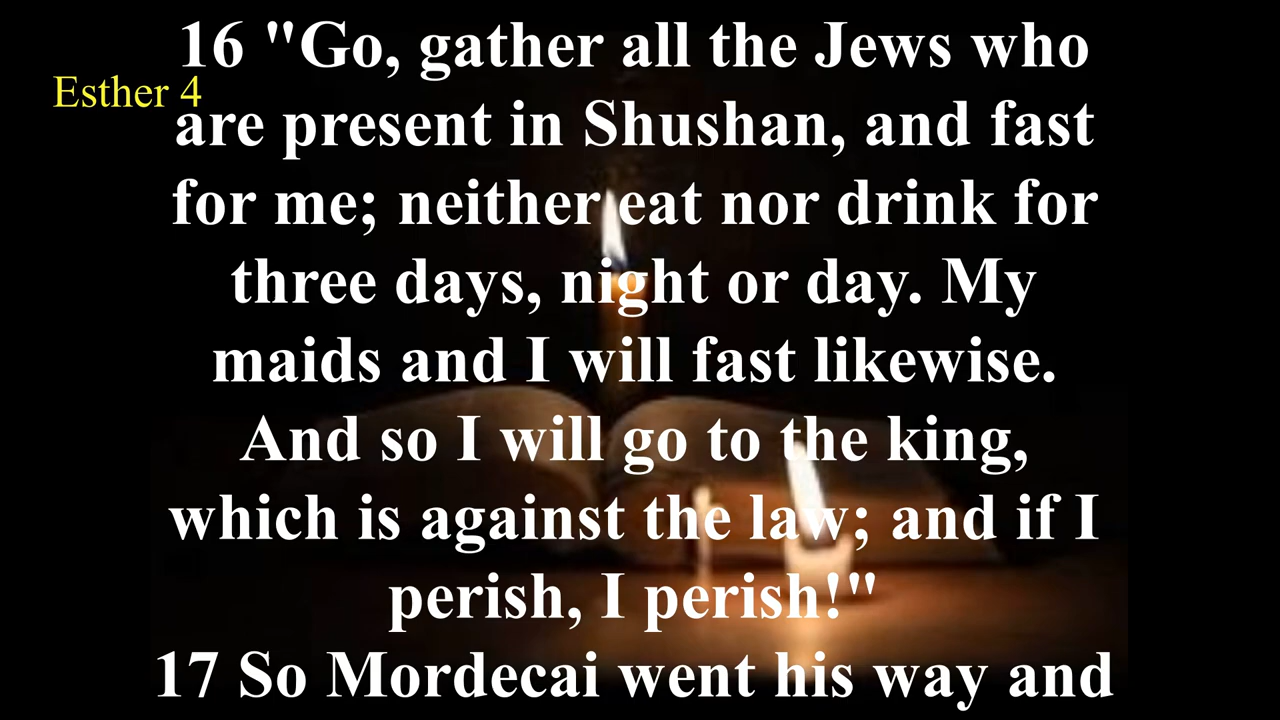 16 "Go, gather all the Jews who
Esther 4
are present in Shushan, and fast
for me; neither eat nor drink for
three days, night or day. My
maids and I will fast likewise.
And so I will go to the king,
which is against the law; and if I
perish, I perish!"
17 So Mordecai went his way and